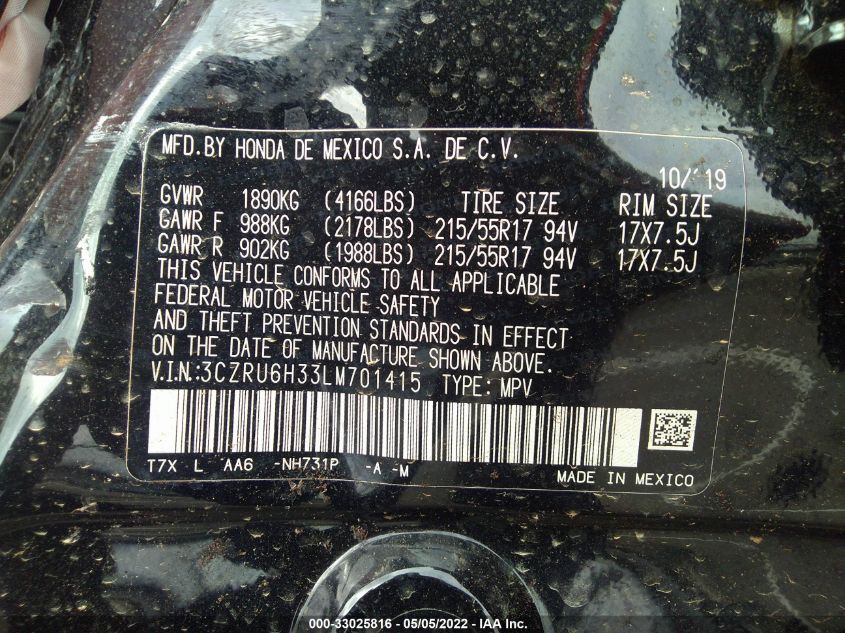 MFD. BY HONDA DE MEXICO S.A. DE C.V.
10/'19
GVWR 1890KG (4166LBS) TIRE SIZE RIM SIZE
GAWR F 988KG (2178LBS) 215/55R17 94V 17X7.5J
GAWR R 902KG (1988LBS) 215/55R17 94V 17X7.5J
THIS VEHICLE CONFORMS TO ALL APPLICABLE
FEDERAL MOTOR VEHICLE SAFETY
AND THEFT PREVENTION STANDARDS IN EFFECT
ON THE DATE OF MANUFACTURE SHOWN ABOVE.
V.I.N.:3CZRU6H33LM701415 TYPE: MPV
T7X L AA6 -NH731P -A -M
MADE IN MEXICO
000-33025816 - 05/05/2022 - IAA Inc.